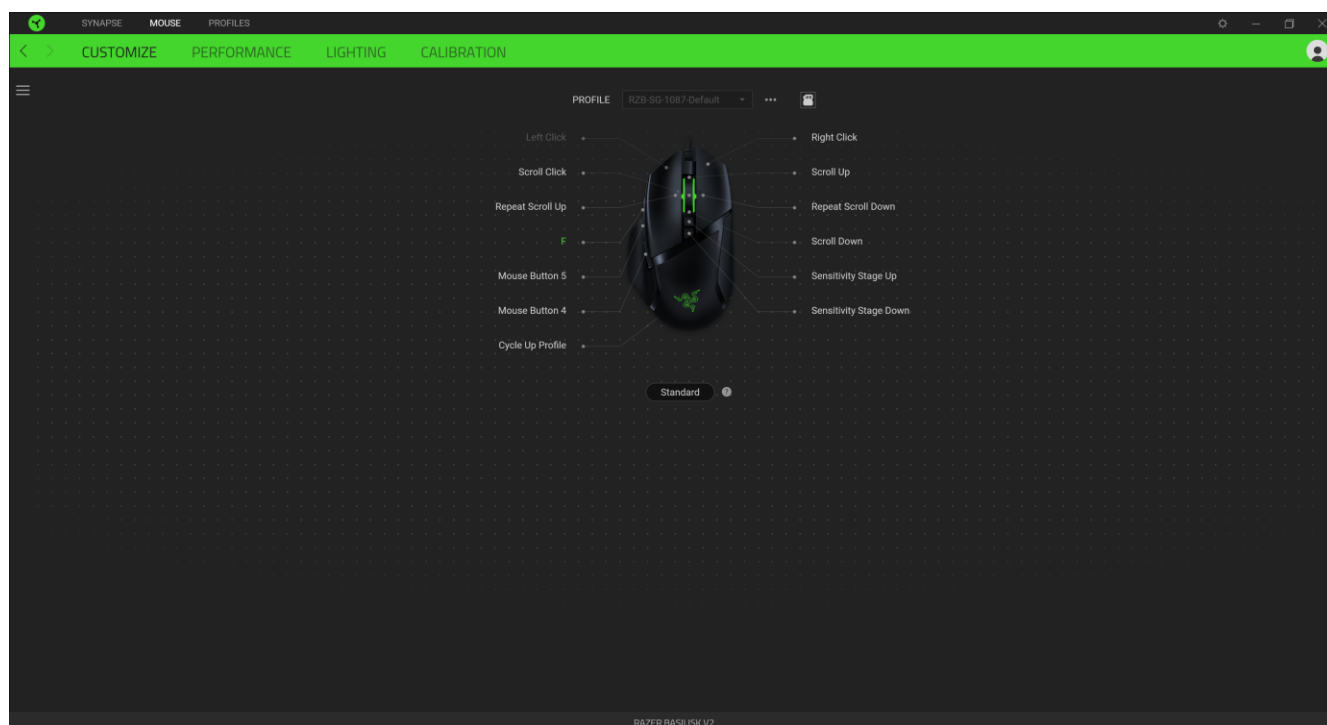 SYNAPSE MOUSE PROFILES
CUSTOMIZE PERFORMANCE LIGHTING CALIBRATION
PROFILE RZB-SG-1087-Default
Left Click
Right Click
Scroll Click
Scroll Up
Repeat Scroll Up
Repeat Scroll Down
F
Scroll Down
Mouse Button 5
Sensitivity Stage Up
Mouse Button 4
Sensitivity Stage Down
Cycle Up Profile
Standard ?
RAZER BASILISK V2